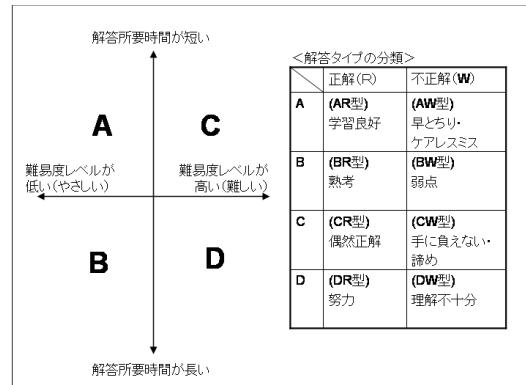 解答所要時間が短い
A
C
難易度レベルが
低い(やさしい)
難易度レベルが
高い(難しい)
B
D
解答所要時間が長い
<解答タイプの分類>
正解(R)
不正解(W)
A
(AR型)
学習良好
(AW型)
早とちり・
ケアレスミス
B
(BR型)
熟考
(BW型)
弱点
C
(CR型)
偶然正解
(CW型)
手に負えない・
諦め
D
(DR型)
努力
(DW型)
理解不十分